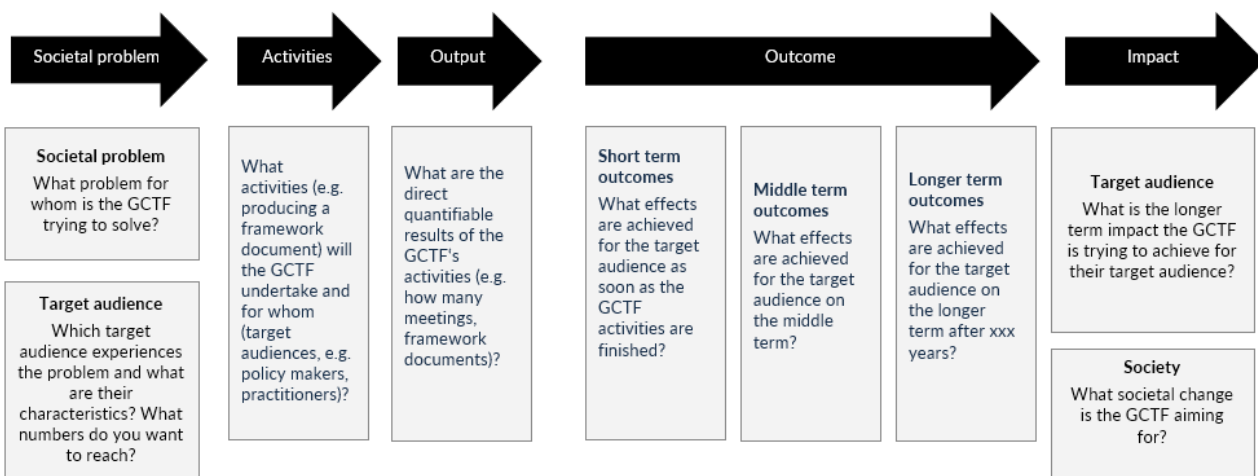 Societal problem
Activities
Output
Outcome
Impact
Societal problem
What problem for
whom is the GCTF
trying to solve?
Target audience
Which target
audience experiences
the problem and what
are their
characteristics? What
numbers do you want
to reach?
What
activities (e.g.
producing a
framework
document) will
the GCTF
undertake and
for whom
(target
audiences, e.g.
policy makers,
practitioners)?
What are the
direct
quantifiable
results of the
GCTF's
activities (e.g.
how many
meetings,
framework
documents)?
Short term
outcomes
What effects
are achieved
for the target
audience as
soon as the
GCTF
activities are
finished?
Middle term
outcomes
What effects
are achieved
for the target
audience on
the middle
term?
Longer term
outcomes
What effects
are achieved
for the target
audience on
the longer
term after xxx
years?
Target audience
What is the longer
term impact the GCTF
is trying to achieve for
their target audience?
Society
What societal change
is the GCTF aiming
for?